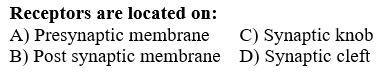 Receptors are located on:
A) Presynaptic membrane C) Synaptic knob
B) Post synaptic membrane D) Synaptic cleft